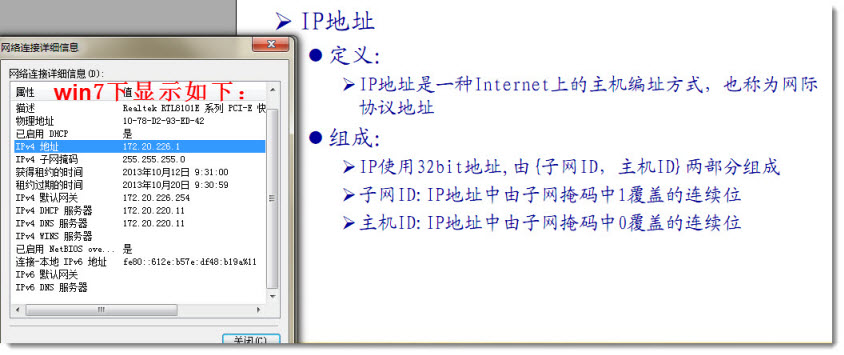 网络连接详细信息
网络连接详细信息(D):
属性 值
win7下显示如下：
描述 Realtek RTL8101E 系列 PCI-E 快
物理地址 10-78-D2-93-ED-42
已启用 DHCP 是
IPv4 地址 172.20.226.1
IPv4 子网掩码 255.255.255.0
获得租约的时间 2013年10月12日 9:31:00
租约过期的时间 2013年10月20日 9:30:59
IPv4 默认网关 172.20.226.254
IPv4 DHCP 服务器 172.20.220.11
IPv4 DNS 服务器 172.20.220.11
IPv4 WINS 服务器
已启用 NetBIOS ove... 是
连接-本地 IPv6 地址 fe80::612e:b57e:df48:b19a%11
IPv6 默认网关
IPv6 DNS 服务器
关闭(C)
IP地址
定义：
IP地址是一种Internet上的主机编址方式，也称为网际
协议地址
组成：
IP使用32bit地址,由{子网ID，主机ID}两部分组成
子网ID:IP地址中由子网掩码中1覆盖的连续位
主机ID:IP地址中由子网掩码中0覆盖的连续位